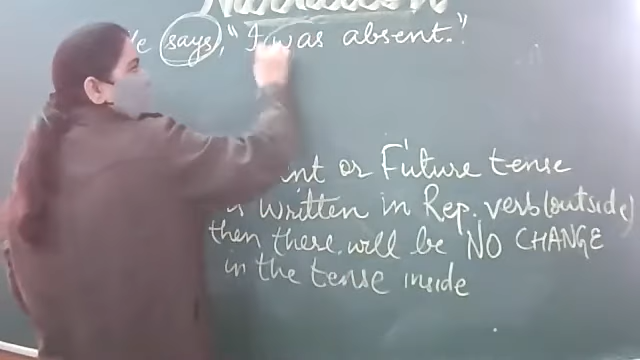 Narration
says, "I was absent."
or Future tense
written in Rep. verb (outside)
then there will be NO CHANGE
in the tense inside